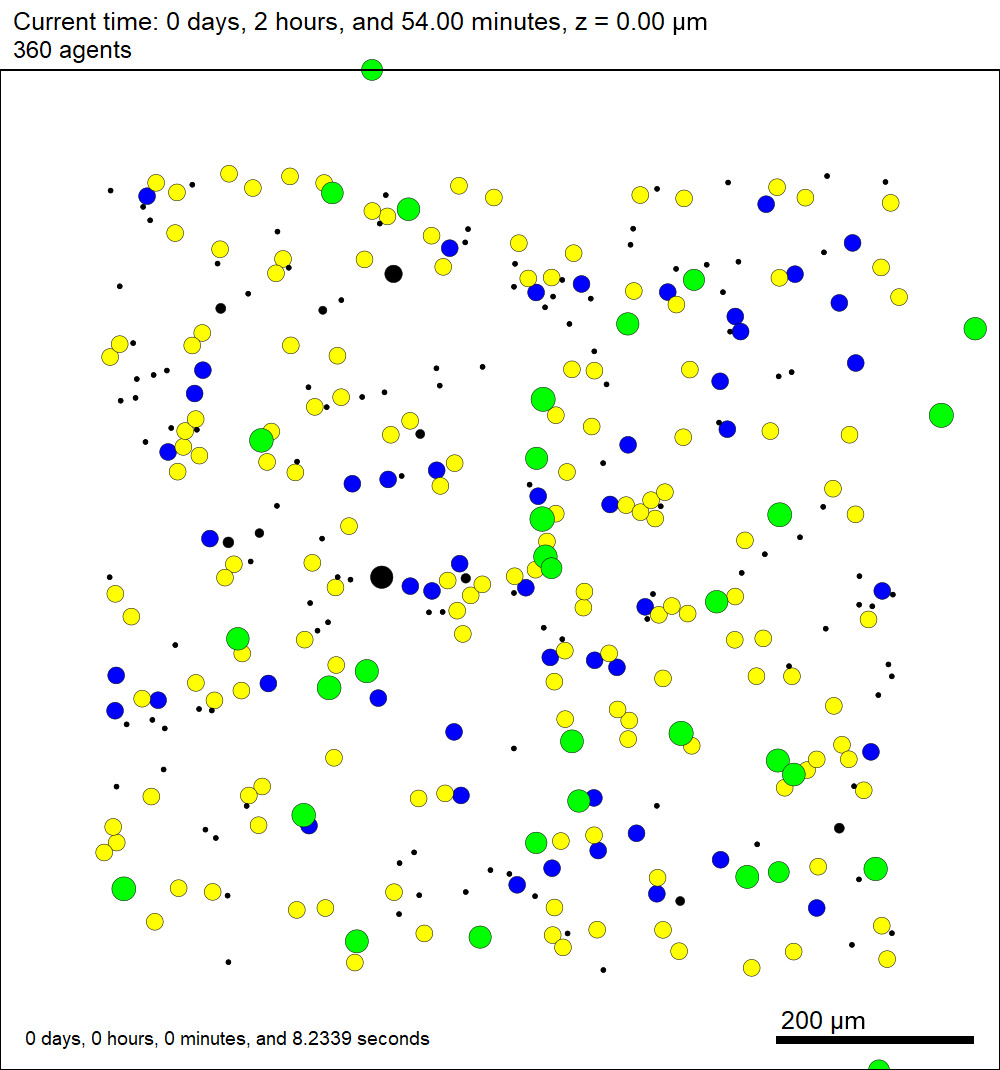 Current time: 0 days, 2 hours, and 54.00 minutes, z = 0.00 µm
360 agents
200 µm
0 days, 0 hours, 0 minutes, and 8.2339 seconds